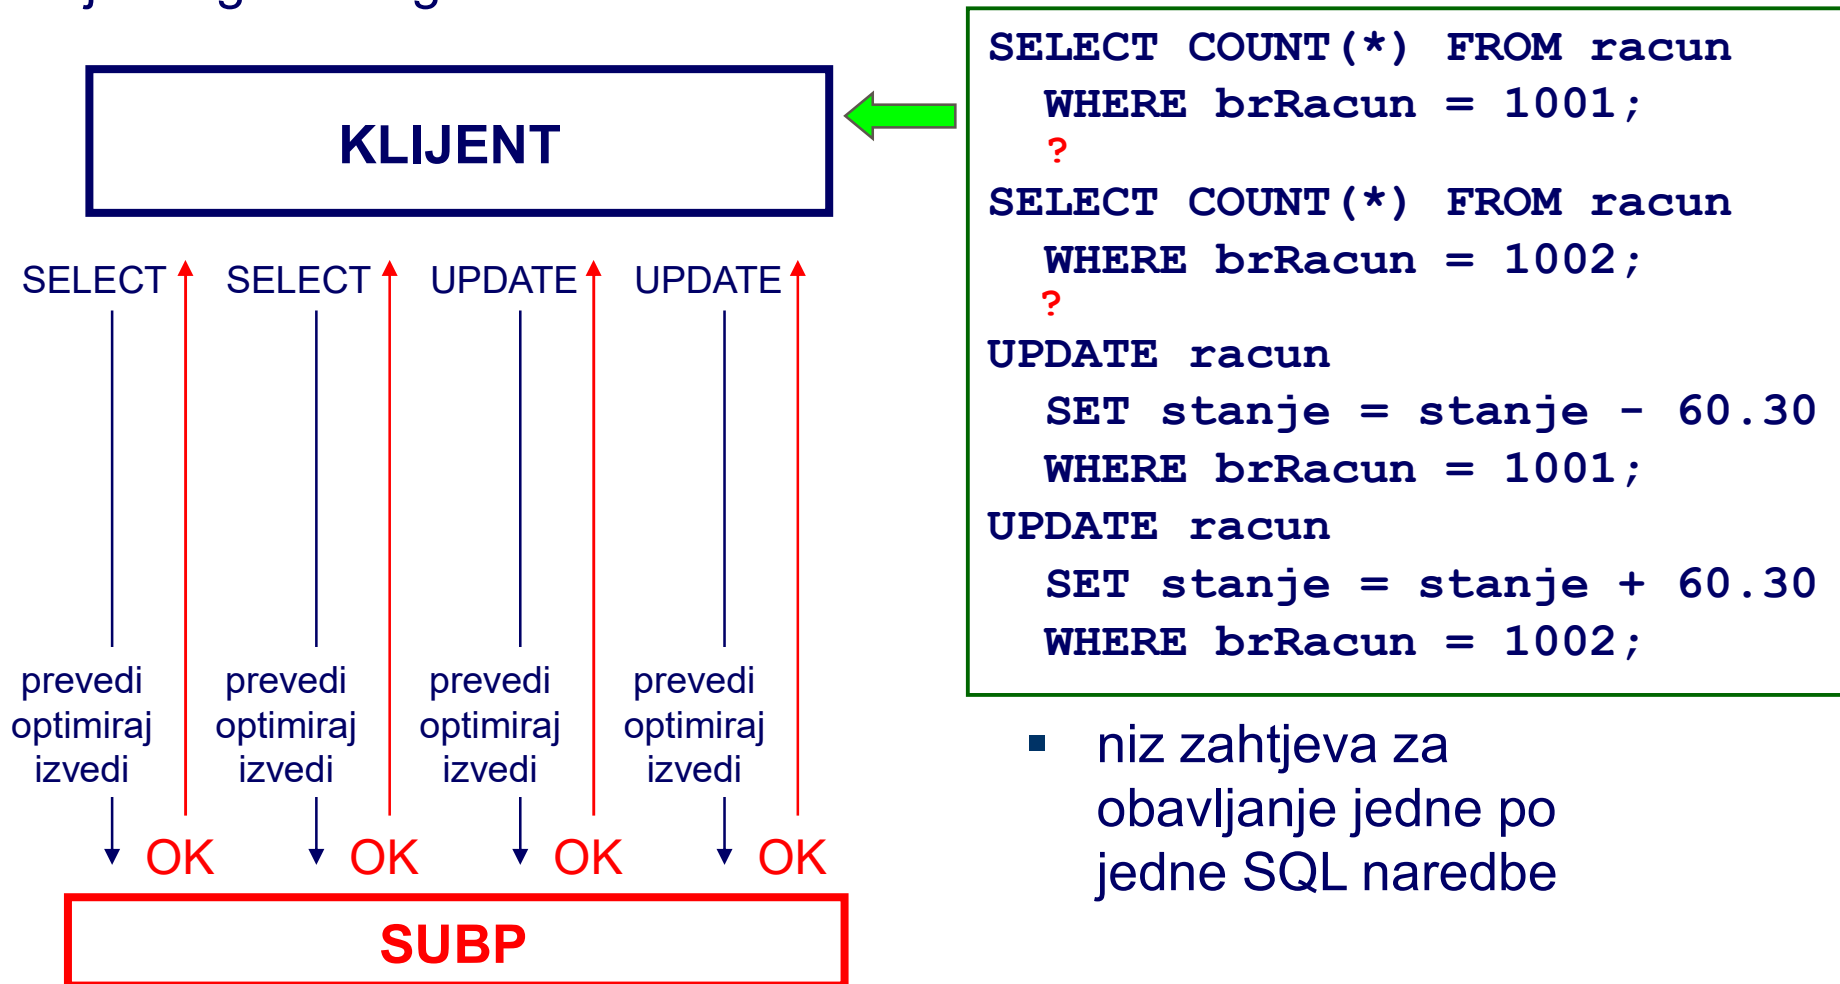 KLIJENT
SELECT SELECT UPDATE UPDATE
prevedi prevedi prevedi prevedi
optimiraj optimiraj optimiraj optimiraj
izvedi izvedi izvedi izvedi
OK OK OK OK
SUBP
SELECT COUNT(*) FROM racun
WHERE brRacun = 1001;
?
SELECT COUNT(*) FROM racun
WHERE brRacun = 1002;
?
UPDATE racun
SET stanje = stanje - 60.30
WHERE brRacun = 1001;
UPDATE racun
SET stanje = stanje + 60.30
WHERE brRacun = 1002;
▪ niz zahtjeva za
obavljanje jedne po
jedne SQL naredbe